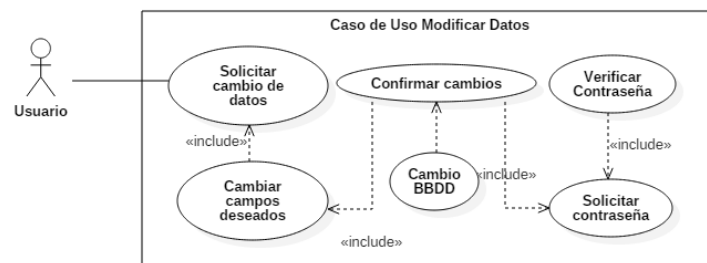 Caso de Uso Modificar Datos
Usuario
Solicitar
cambio de
datos
Confirmar cambios
Verificar
Contraseña
«include»
«include»
Cambiar
campos
deseados
Cambio
BBDD
«include»
Solicitar
contraseña
«include»